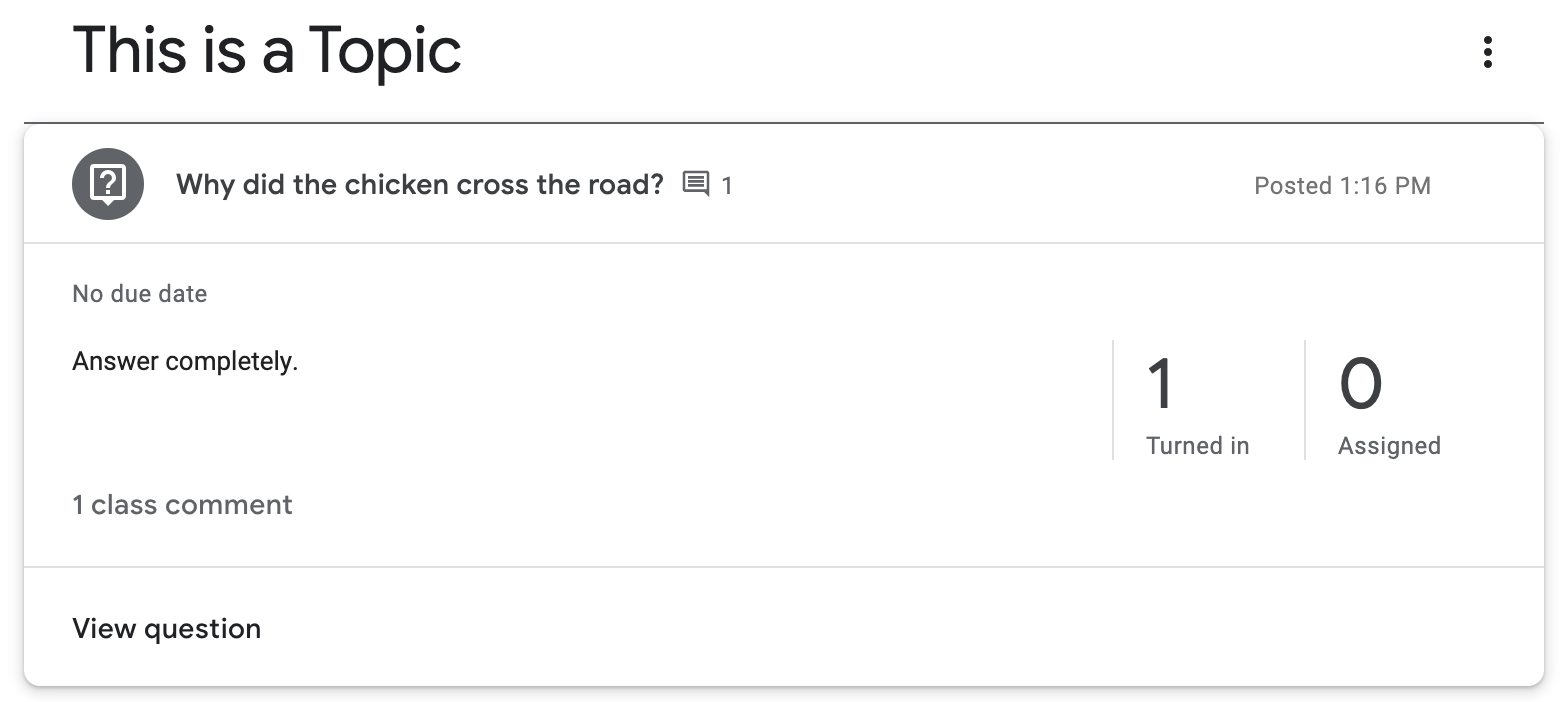 This is a Topic
Why did the chicken cross the road? 1
Posted 1:16 PM
No due date
Answer completely.
1
Turned in
0
Assigned
1 class comment
View question